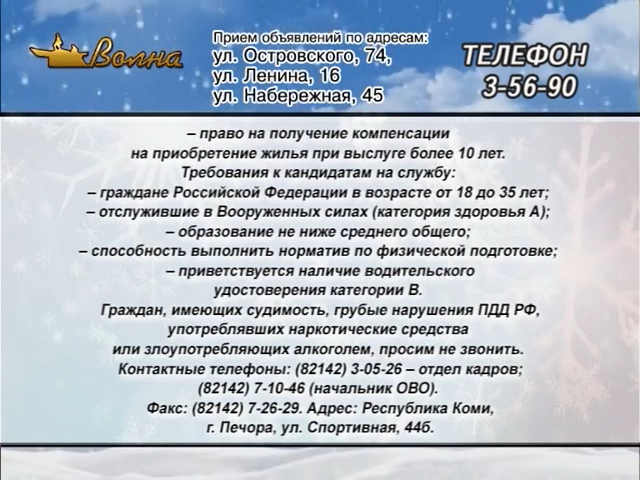 Волна
Прием объявлений по адресам:
ул. Островского, 74,
ул. Ленина, 16
ул. Набережная, 45
ТЕЛЕФОН
3-56-90
– право на получение компенсации
на приобретение жилья при выслуге более 10 лет.
Требования к кандидатам на службу:
– граждане Российской Федерации в возрасте от 18 до 35 лет;
– отслужившие в Вооруженных силах (категория здоровья А);
– образование не ниже среднего общего;
– способность выполнить норматив по физической подготовке;
– приветствуется наличие водительского
удостоверения категории В.
Граждан, имеющих судимость, грубые нарушения ПДД РФ,
употреблявших наркотические средства
или злоупотребляющих алкоголем, просим не звонить.
Контактные телефоны: (82142) 3-05-26 – отдел кадров;
(82142) 7-10-46 (начальник ОВО).
Факс: (82142) 7-26-29. Адрес: Республика Коми,
г. Печора, ул. Спортивная, 44б.